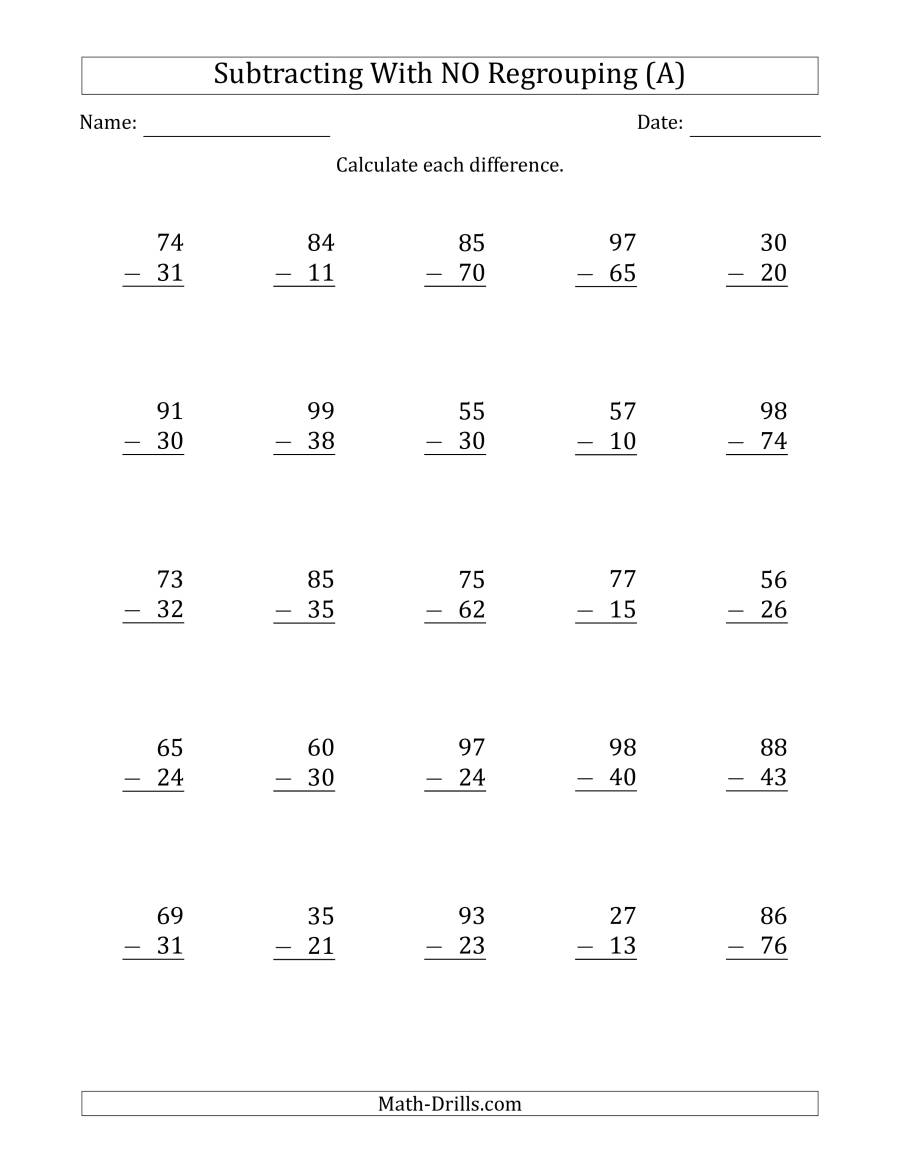 Subtracting With NO Regrouping (A)
Name: Date:
Calculate each difference.
74 84 85 97 30
− 31 − 11 − 70 − 65 − 20
91 99 55 57 98
− 30 − 38 − 30 − 10 − 74
73 85 75 77 56
− 32 − 35 − 62 − 15 − 26
65 60 97 98 88
− 24 − 30 − 24 − 40 − 43
69 35 93 27 86
− 31 − 21 − 23 − 13 − 76
Math-Drills.com